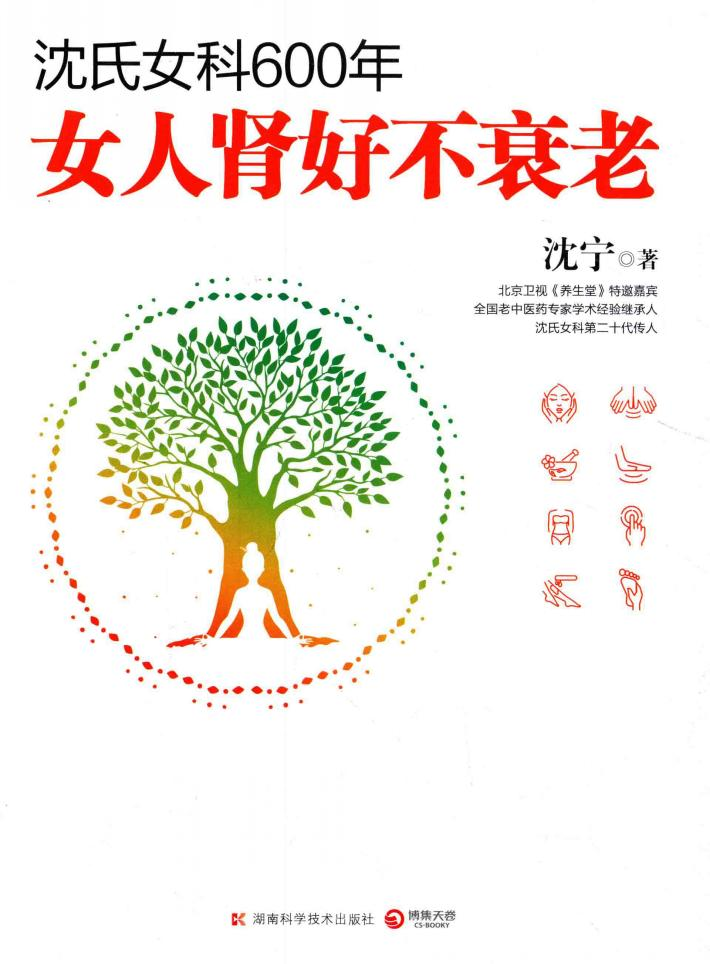 沈氏女科600年
女人肾好不衰老
沈宁◎著
北京卫视《养生堂》特邀嘉宾
全国老中医药专家学术经验继承人
沈氏女科第二十代传人
湖南科学技术出版社
博集天卷
CS-BOOKY